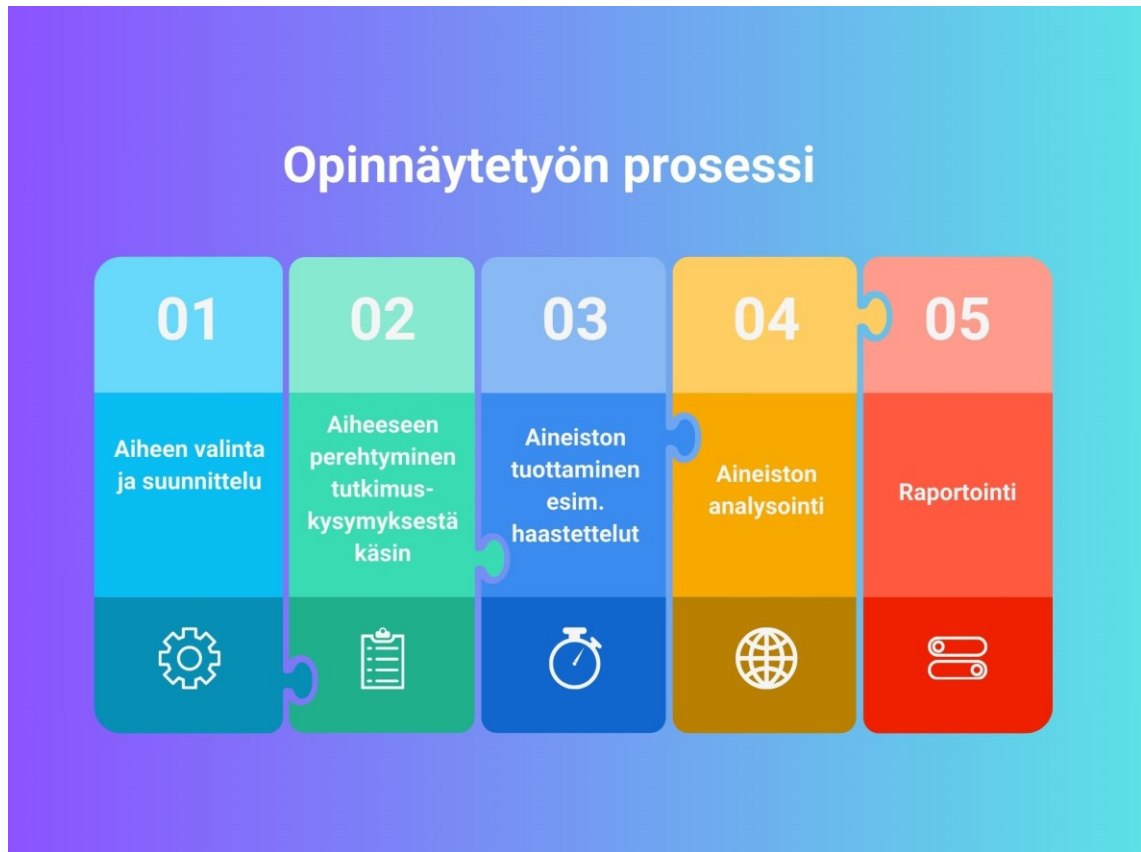 Opinnäytetyön prosessi
01
Aiheen valinta
ja suunnittelu
02
Aiheeseen
perehtyminen
tutkimus-
kysymyksestä
käsin
03
Aineiston
tuottaminen
esim.
haastettelut
04
Aineiston
analysointi
05
Raportointi